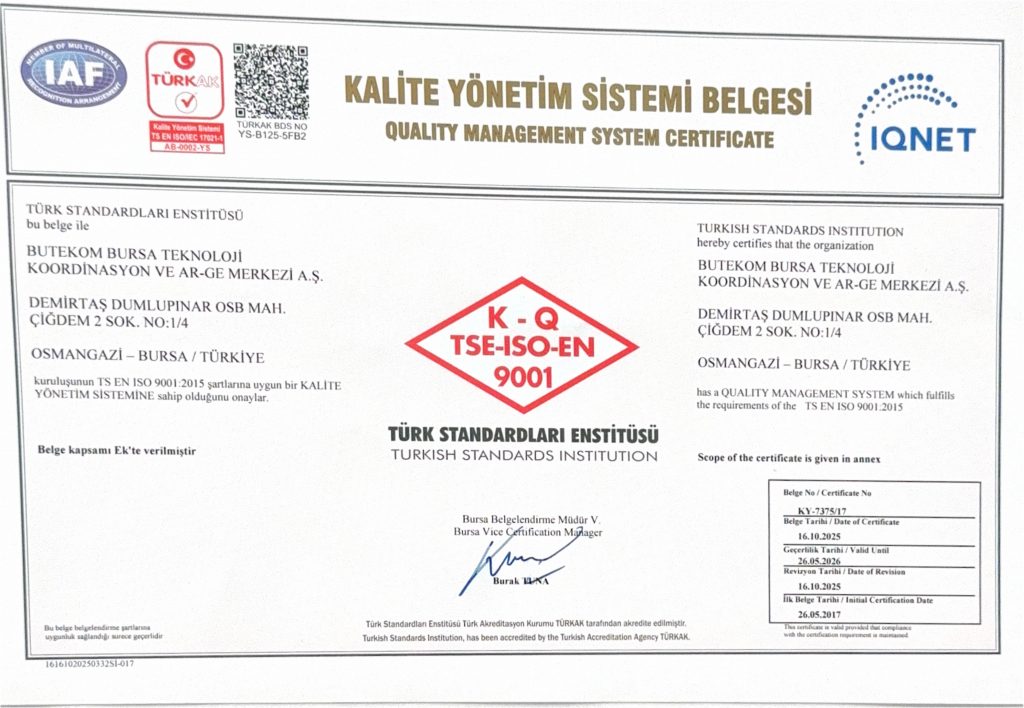 MEMBER OF MULTILATERAL
IAF
RECOGNITION ARRANGEMENT
TÜRKAK
Kalite Yönetim Sistemi
TS EN ISO/IEC 17021-1
AB-0002-YS
TÜRKAK BDS NO
YS-B125-5FB2
KALİTE YÖNETİM SİSTEMİ BELGESİ
QUALITY MANAGEMENT SYSTEM CERTIFICATE
IQNET
TÜRK STANDARDLARI ENSTİTÜSÜ
bu belge ile
BUTEKOM BURSA TEKNOLOJİ
KOORDİNASYON VE AR-GE MERKEZİ A.Ş.
DEMİRTAŞ DUMLUPINAR OSB MAH.
ÇİĞDEM 2 SOK. NO:1/4
OSMANGAZİ – BURSA / TÜRKİYE
kuruluşunun TS EN ISO 9001:2015 şartlarına uygun bir KALİTE
YÖNETİM SİSTEMİNE sahip olduğunu onaylar.
Belge kapsamı Ek'te verilmiştir
K - Q
TSE-ISO-EN
9001
TÜRK STANDARDLARI ENSTİTÜSÜ
TURKISH STANDARDS INSTITUTION
Bursa Belgelendirme Müdür V.
Bursa Vice Certification Manager
Burak
TURKISH STANDARDS INSTITUTION
hereby certifies that the organization
BUTEKOM BURSA TEKNOLOJİ
KOORDİNASYON VE AR-GE MERKEZİ A.Ş.
DEMİRTAŞ DUMLUPINAR OSB MAH.
ÇİĞDEM 2 SOK. NO:1/4
OSMANGAZİ – BURSA / TÜRKİYE
has a QUALITY MANAGEMENT SYSTEM which fulfills
the requirements of the TS EN ISO 9001:2015
Scope of the certificate is given in annex
Belge No / Certificate No
KY-7375/17
Belge Tarihi / Date of Certificate
16.10.2025
Geçerlilik Tarihi / Valid Until
26.05.2026
Revizyon Tarihi / Date of Revision
16.10.2025
İlk Belge Tarihi / Initial Certification Date
26.05.2017
This certificate is valid provided that compliance
with the certification requirement is maintained.
Bu belge belgelendirme şartlarına
uygunluk sağlandığı sürece geçerlidir
Türk Standardları Enstitüsü Türk Akreditasyon Kurumu TÜRKAK tarafından akredite edilmiştir.
Turkish Standards Institution, has been accredited by the Turkish Accreditation Agency TÜRKAK.
16161020250332SI-017